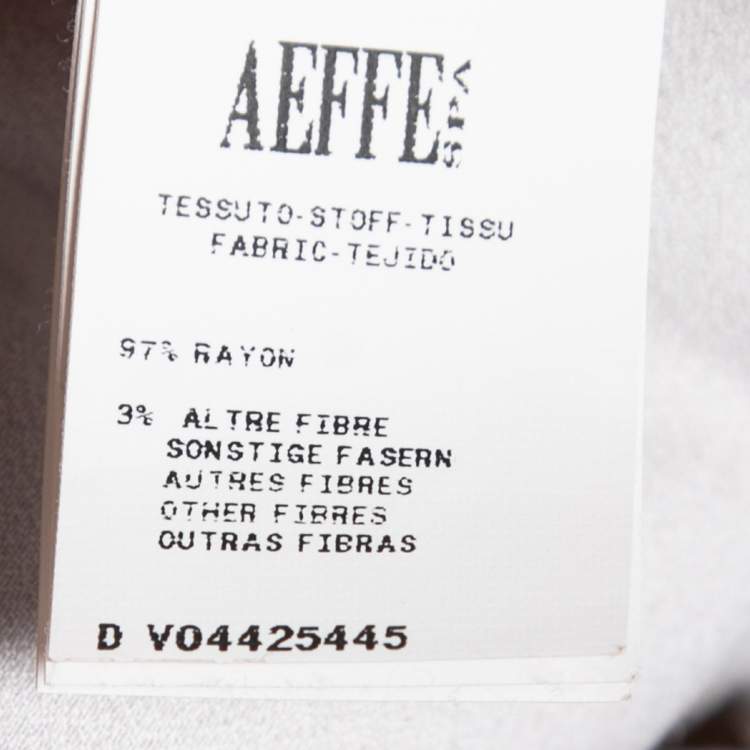 AEFFE SPA
TESSUTO-STOFF-TISSU
FABRIC-TEJIDO
97% RAYON
3% ALTRE FIBRE
SONSTIGE FASERN
AUTRES FIBRES
OTHER FIBRES
OUTRAS FIBRAS
D V04425445